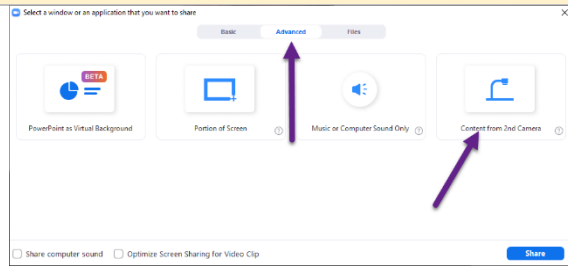 Select a window or an application that you want to share
Basic Advanced Files
BETA
PowerPoint as Virtual Background
Portion of Screen
Music or Computer Sound Only
Content from 2nd Camera
Share computer sound
Optimize Screen Sharing for Video Clip
Share